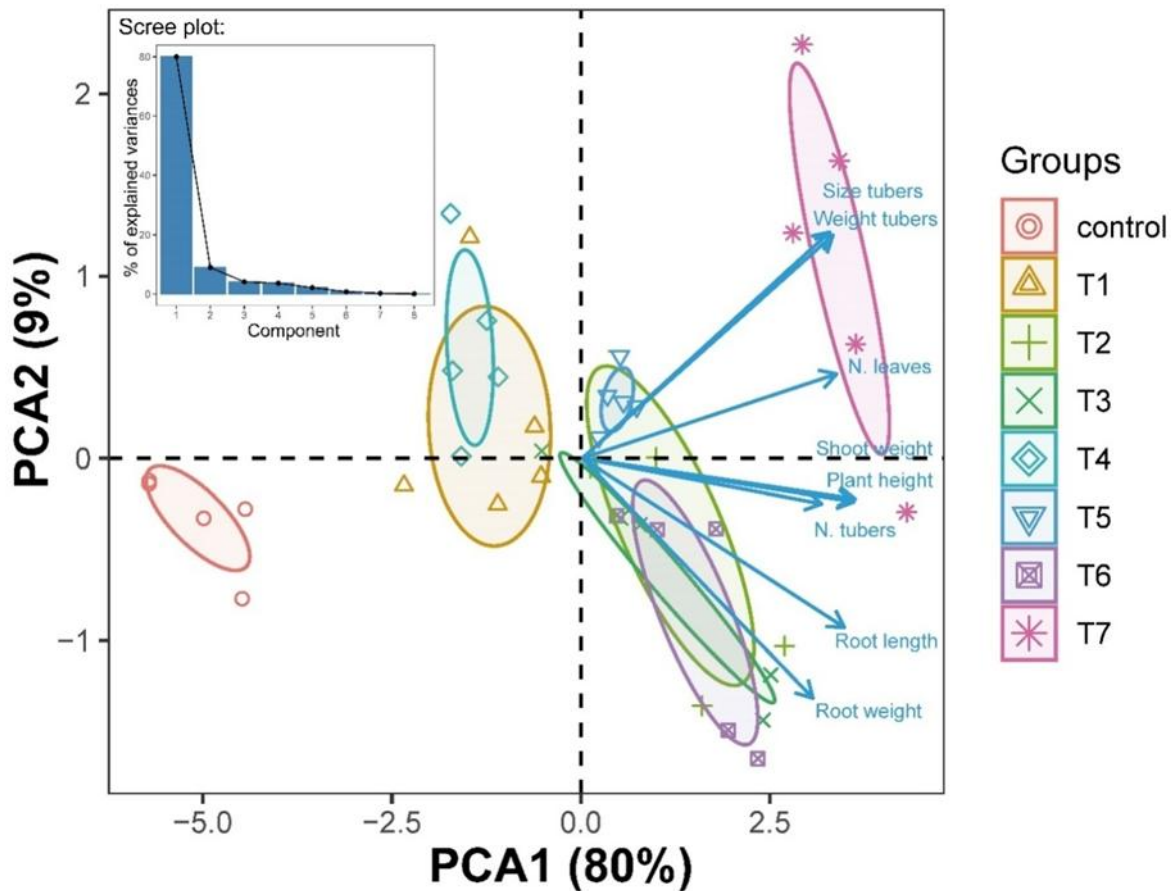 Scree plot:
% of explained variances
80
60
40
20
0
1 2 3 4 5 6 7 8
Component
PCA2 (9%)
2
1
0
−1
Size tubers
Weight tubers
N. leaves
Shoot weight
Plant height
N. tubers
Root length
Root weight
−5.0 −2.5 0.0 2.5
PCA1 (80%)
Groups
control
T1
T2
T3
T4
T5
T6
T7